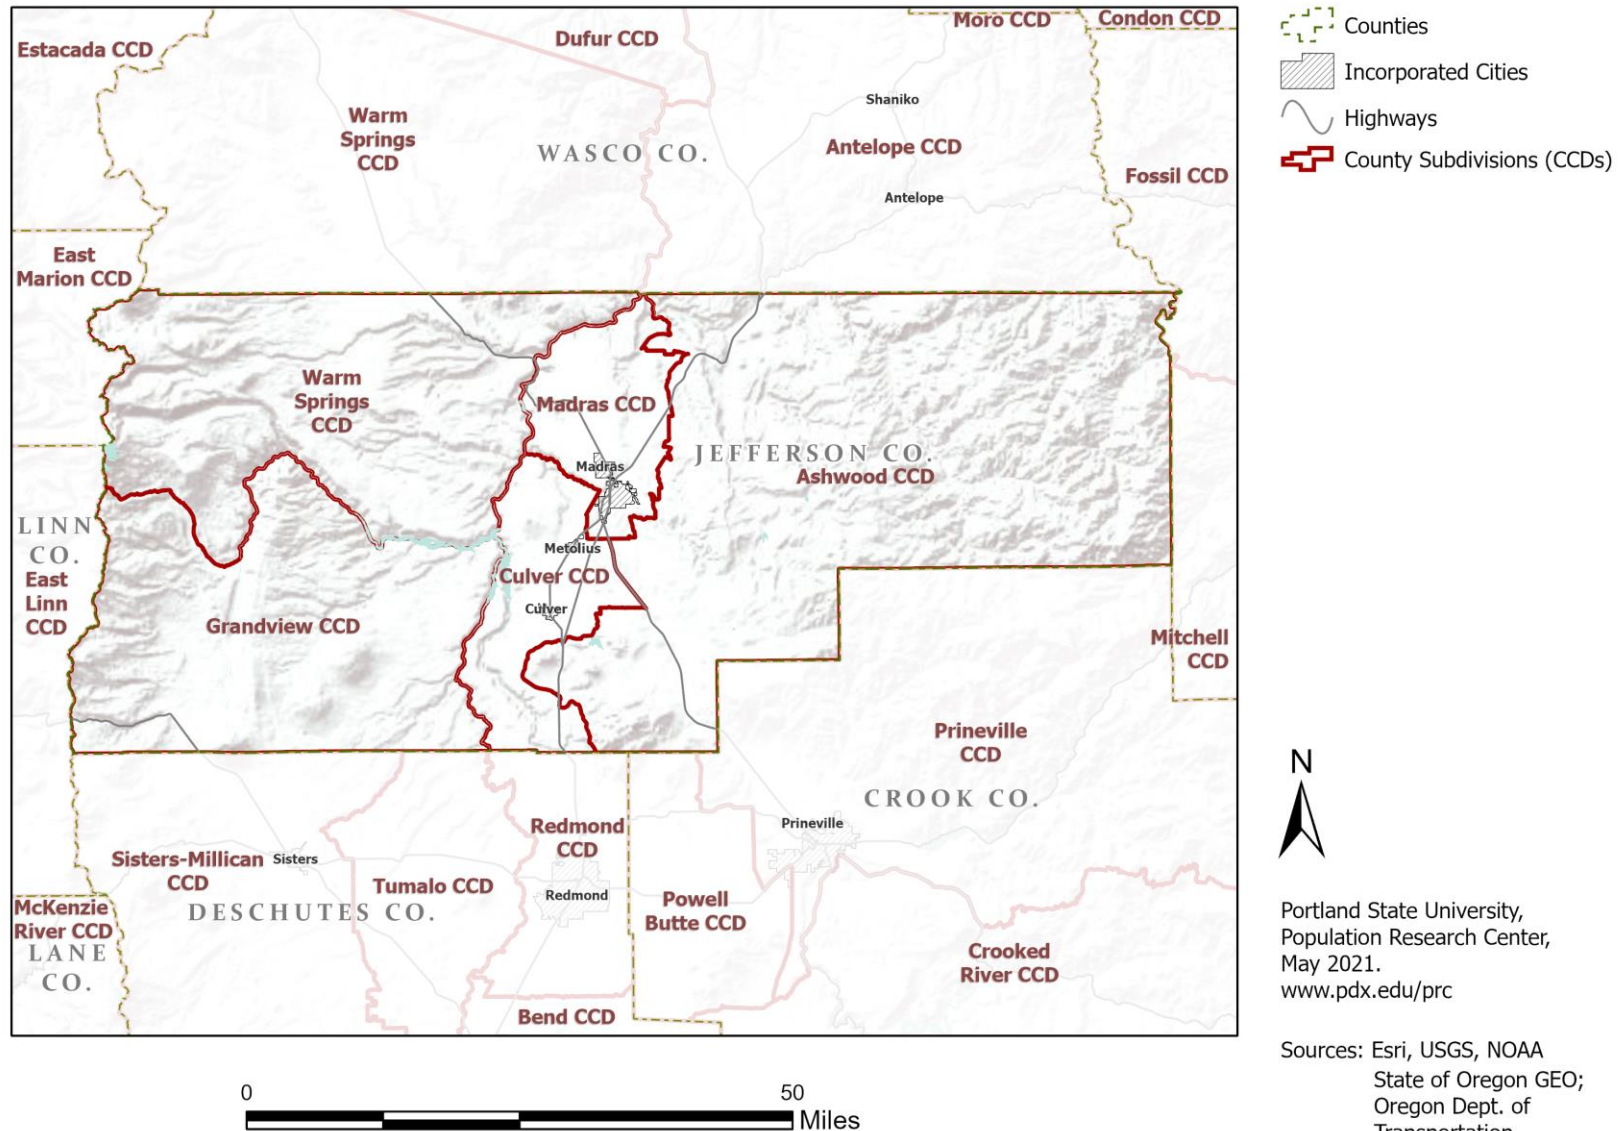 Estacada CCD
Dufur CCD
Moro CCD
Condon CCD
Warm
Springs
CCD
WASCO CO.
Shaniko
Antelope CCD
Antelope
Fossil CCD
East
Marion CCD
Warm
Springs
CCD
Madras CCD
JEFFERSON CO.
Ashwood CCD
Madras
LINN
CO.
East
Linn
CCD
Metolius
Culver CCD
Culver
Grandview CCD
Mitchell
CCD
Prineville
CCD
CROOK CO.
Prineville
Redmond
CCD
Sisters-Millican
CCD
Sisters
Tumalo CCD
Redmond
DESCHUTES CO.
Powell
Butte CCD
McKenzie
River CCD
LANE
CO.
Crooked
River CCD
Bend CCD
Counties
Incorporated Cities
Highways
County Subdivisions (CCDs)
N
Portland State University,
Population Research Center,
May 2021.
www.pdx.edu/prc
Sources: Esri, USGS, NOAA
State of Oregon GEO;
Oregon Dept. of
Transportation
0 50
Miles